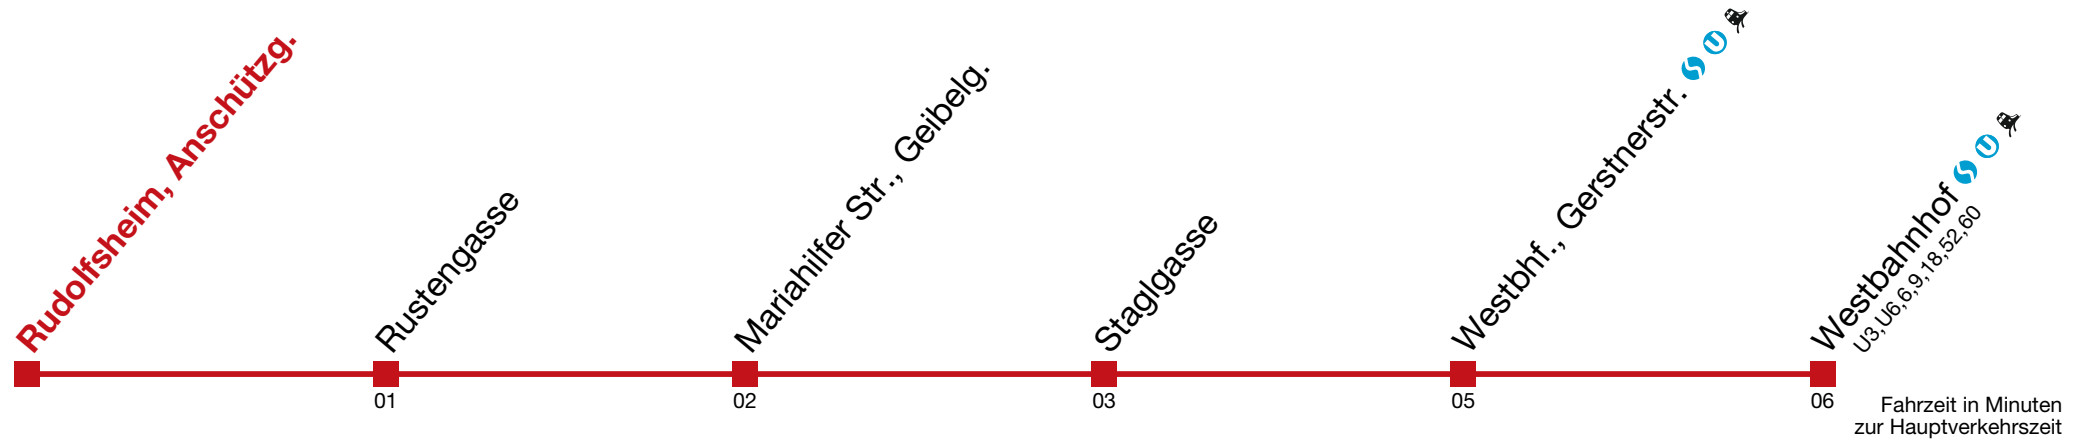 Rudolfsheim, Anschützg.
Rustengasse
Mariahilfer Str., Geibelg.
Staglgasse
Westbhf., Gerstnerstr.
Westbahnhof
U3,U6,6,9,18,52,60
01
02
03
05
06
Fahrzeit in Minuten
zur Hauptverkehrszeit